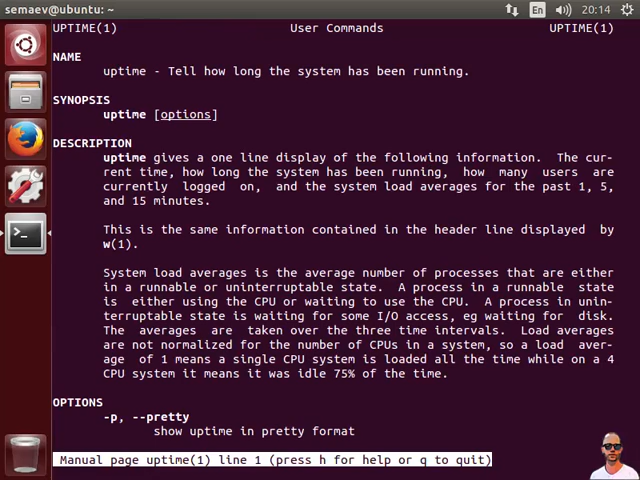 semaev@ubuntu: ~
En
20:14
UPTIME(1) User Commands UPTIME(1)
NAME
uptime - Tell how long the system has been running.
SYNOPSIS
uptime [options]
DESCRIPTION
uptime gives a one line display of the following information. The cur-
rent time, how long the system has been running, how many users are
currently logged on, and the system load averages for the past 1, 5,
and 15 minutes.
This is the same information contained in the header line displayed by
w(1).
System load averages is the average number of processes that are either
in a runnable or uninterruptable state. A process in a runnable state
is either using the CPU or waiting to use the CPU. A process in unin-
terruptable state is waiting for some I/O access, eg waiting for disk.
The averages are taken over the three time intervals. Load averages
are not normalized for the number of CPUs in a system, so a load aver-
age of 1 means a single CPU system is loaded all the time while on a 4
CPU system it means it was idle 75% of the time.
OPTIONS
-p, --pretty
show uptime in pretty format
Manual page uptime(1) line 1 (press h for help or q to quit)